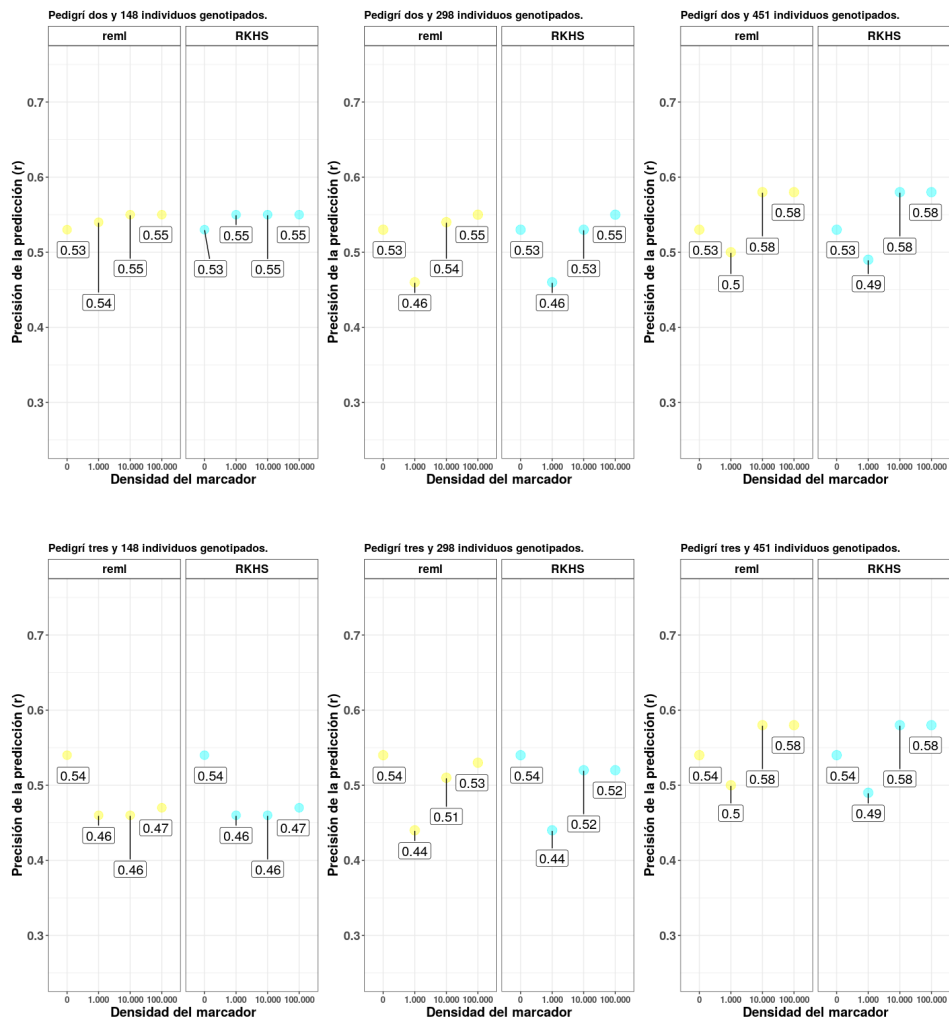 Pedigrí dos y 148 individuos genotipados.
reml
RKHS
Precisión de la predicción (r)
0.7
0.6
0.5
0.4
0.3
0.53
0.54
0.55
0.55
0.53
0.55
0.55
0.55
0 1.000 10.000 100.000
0 1.000 10.000 100.000
Densidad del marcador
Pedigrí dos y 298 individuos genotipados.
reml
RKHS
Precisión de la predicción (r)
0.7
0.6
0.5
0.4
0.3
0.53
0.46
0.54
0.55
0.53
0.46
0.53
0.55
0 1.000 10.000 100.000
0 1.000 10.000 100.000
Densidad del marcador
Pedigrí dos y 451 individuos genotipados.
reml
RKHS
Precisión de la predicción (r)
0.7
0.6
0.5
0.4
0.3
0.53
0.5
0.58
0.58
0.53
0.49
0.58
0.58
0 1.000 10.000 100.000
0 1.000 10.000 100.000
Densidad del marcador
Pedigrí tres y 148 individuos genotipados.
reml
RKHS
Precisión de la predicción (r)
0.7
0.6
0.5
0.4
0.3
0.54
0.46
0.46
0.47
0.54
0.46
0.46
0.47
0 1.000 10.000 100.000
0 1.000 10.000 100.000
Densidad del marcador
Pedigrí tres y 298 individuos genotipados.
reml
RKHS
Precisión de la predicción (r)
0.7
0.6
0.5
0.4
0.3
0.54
0.44
0.51
0.53
0.54
0.44
0.52
0.52
0 1.000 10.000 100.000
0 1.000 10.000 100.000
Densidad del marcador
Pedigrí tres y 451 individuos genotipados.
reml
RKHS
Precisión de la predicción (r)
0.7
0.6
0.5
0.4
0.3
0.54
0.5
0.58
0.58
0.54
0.49
0.58
0.58
0 1.000 10.000 100.000
0 1.000 10.000 100.000
Densidad del marcador